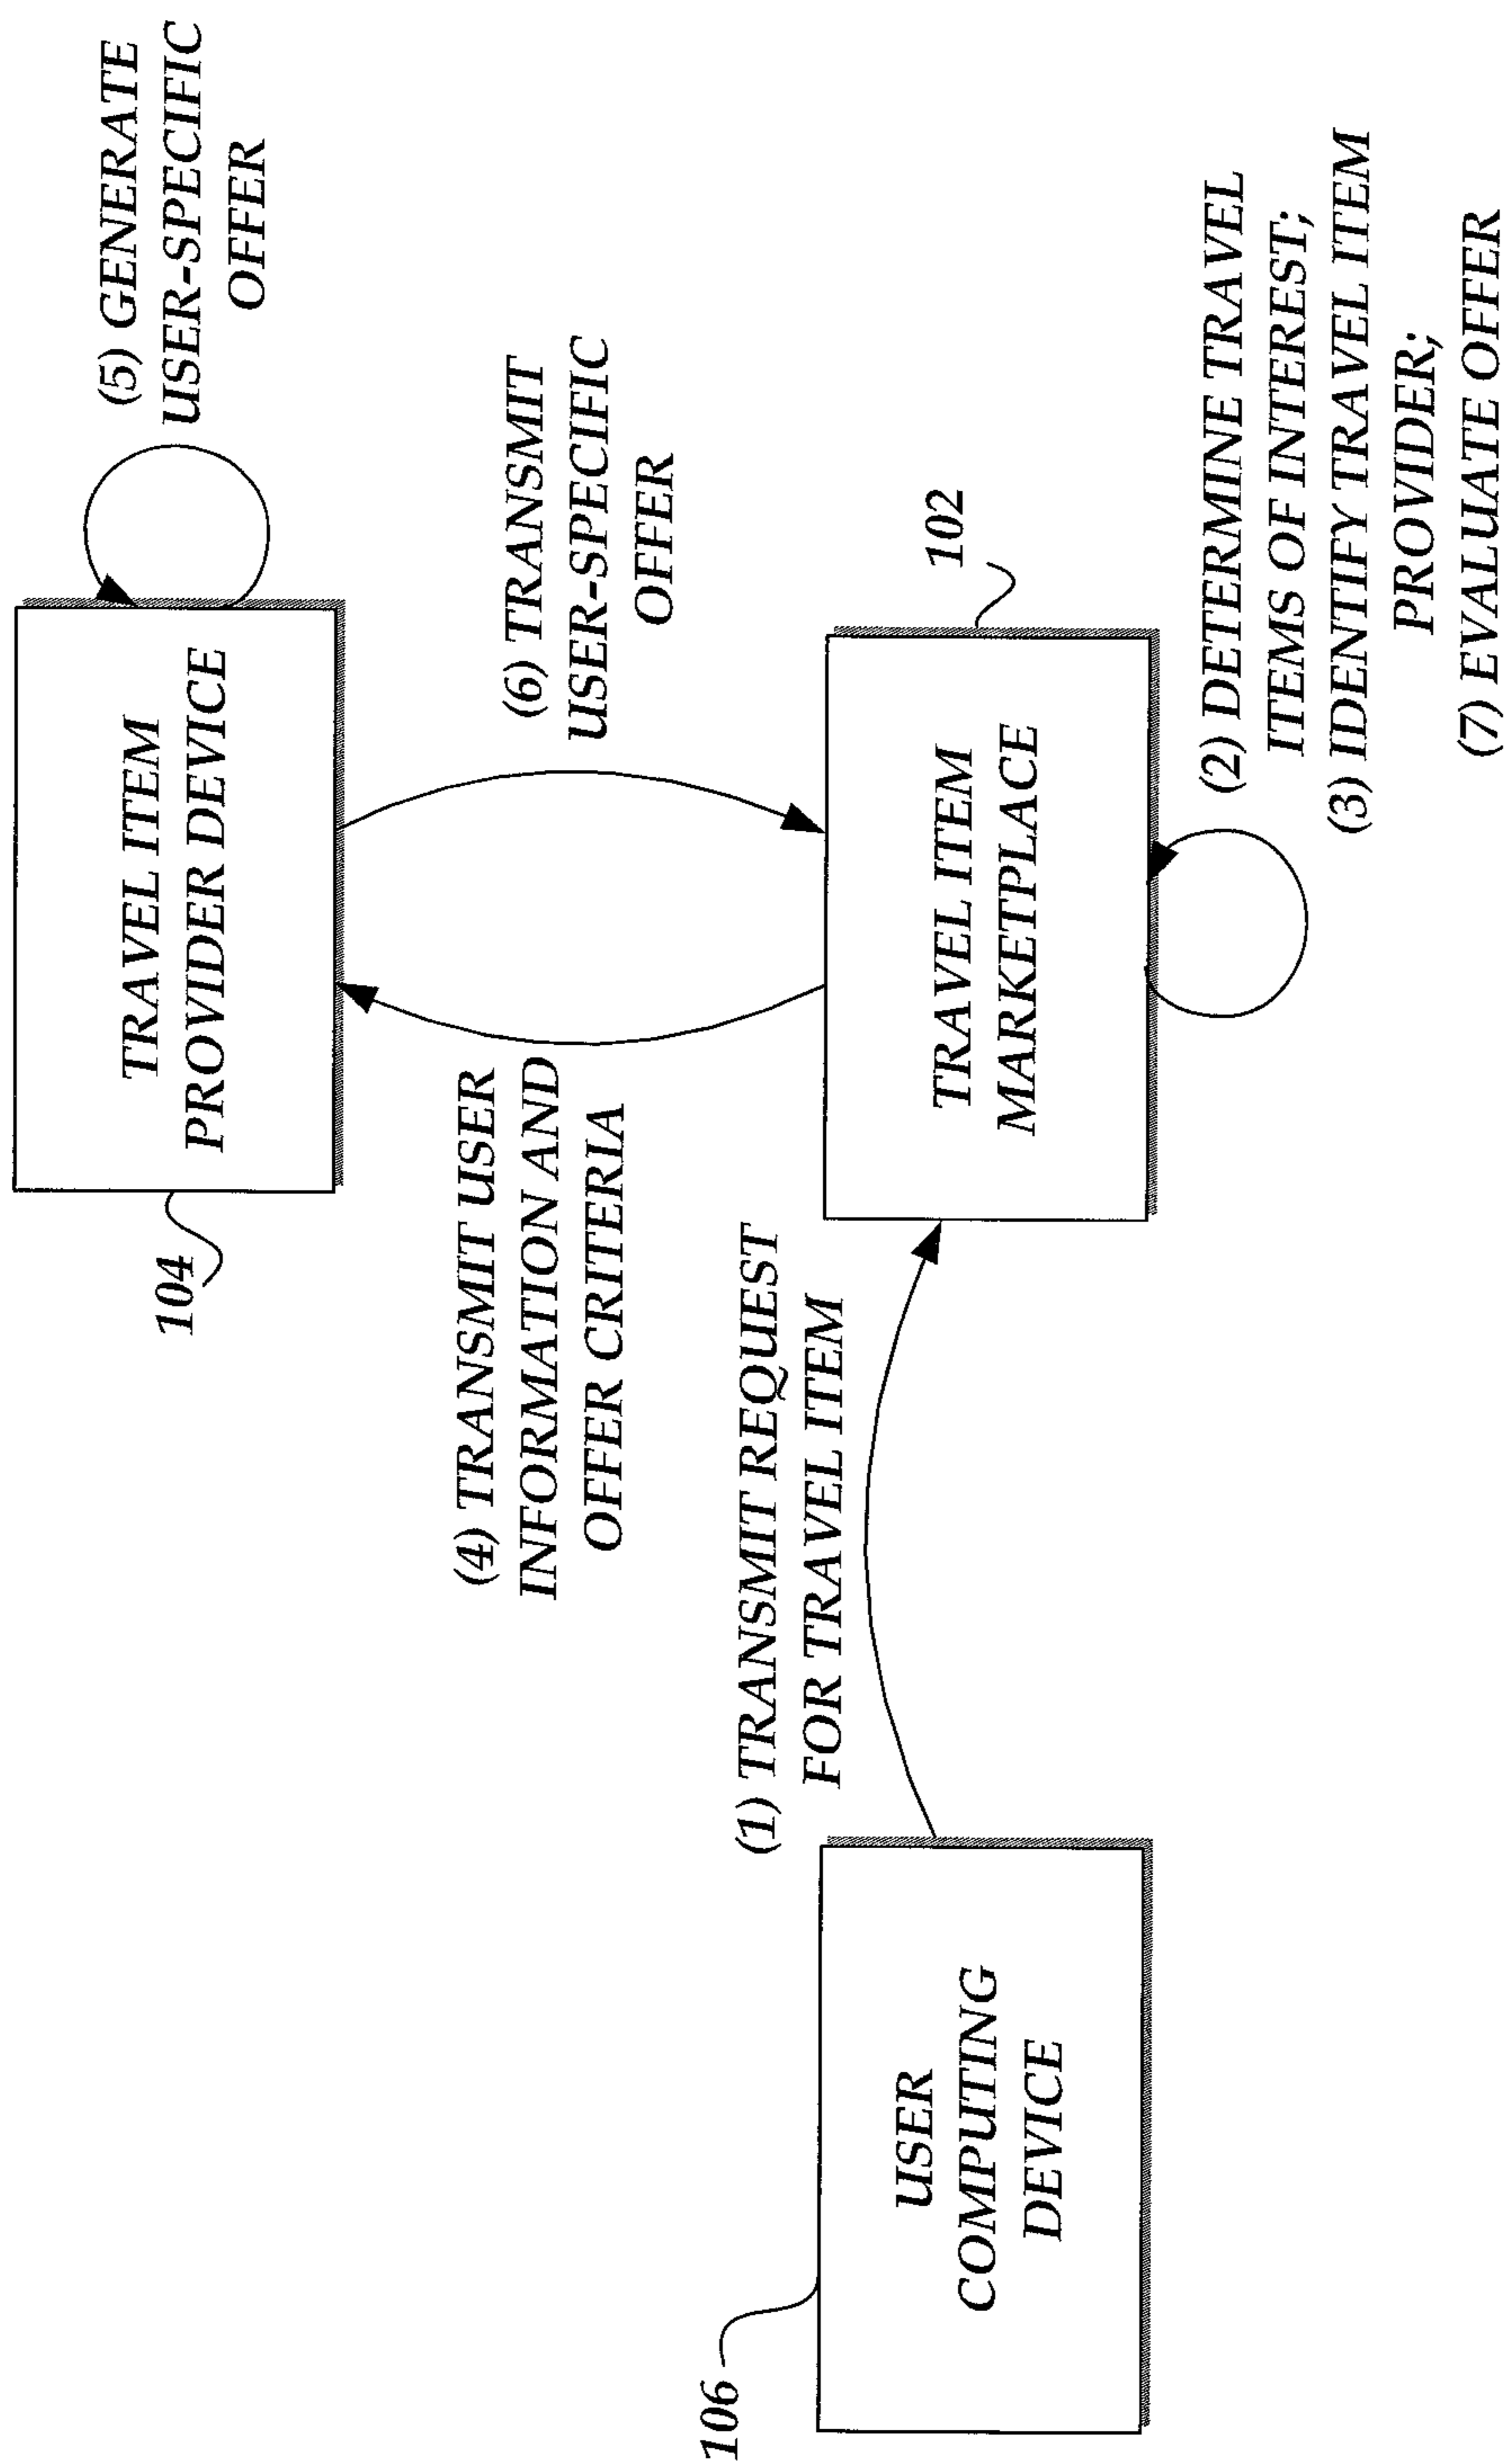 (5) GENERATE
USER-SPECIFIC
OFFER
TRAVEL ITEM
PROVIDER DEVICE
104
(4) TRANSMIT USER
INFORMATION AND
OFFER CRITERIA
(6) TRANSMIT
USER-SPECIFIC
OFFER
106
USER
COMPUTING
DEVICE
(1) TRANSMIT REQUEST
FOR TRAVEL ITEM
TRAVEL ITEM
MARKETPLACE
102
(2) DETERMINE TRAVEL
ITEMS OF INTEREST;
(3) IDENTIFY TRAVEL ITEM
PROVIDER;
(7) EVALUATE OFFER